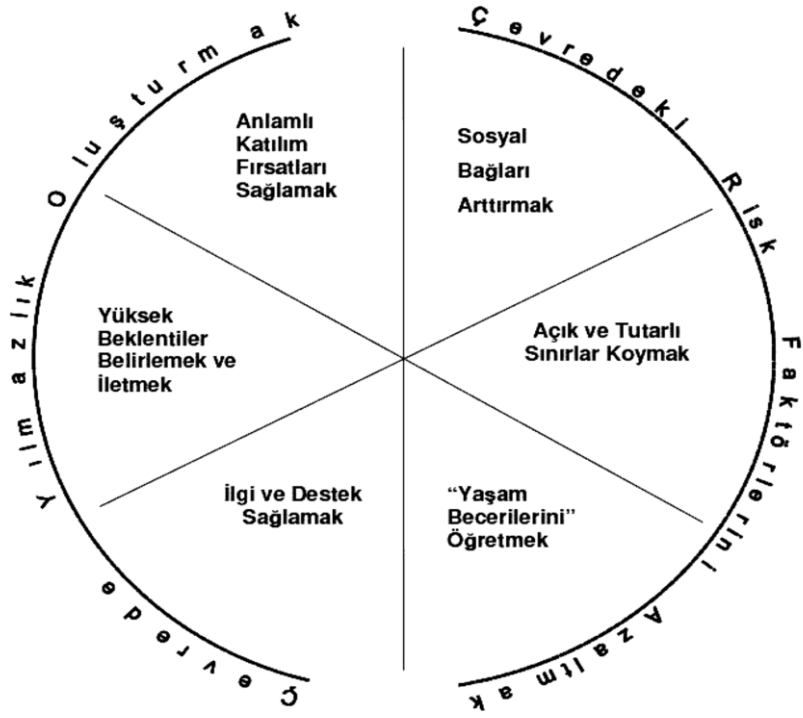 Çevrede Yılmazlık Oluşturmak
Çevredeki Risk Faktörlerini Azaltmak
Anlamlı
Katılım
Fırsatları
Sağlamak
Sosyal
Bağları
Arttırmak
Yüksek
Beklentiler
Belirlemek ve
İletmek
Açık ve Tutarlı
Sınırlar Koymak
İlgi ve Destek
Sağlamak
“Yaşam
Becerilerini”
Öğretmek